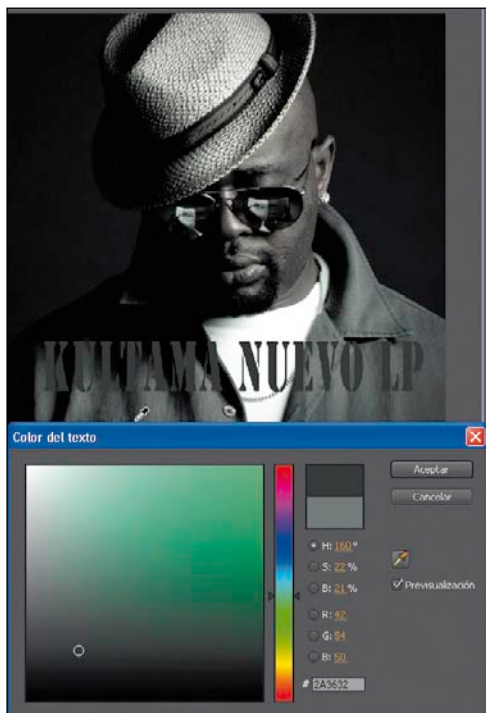 KULTAMA NUEVO LP
Color del texto
Aceptar
Cancelar
H: 160 °
S: 22 %
B: 21 %
Previsualización
R: 42
G: 54
B: 50
# 2A3632